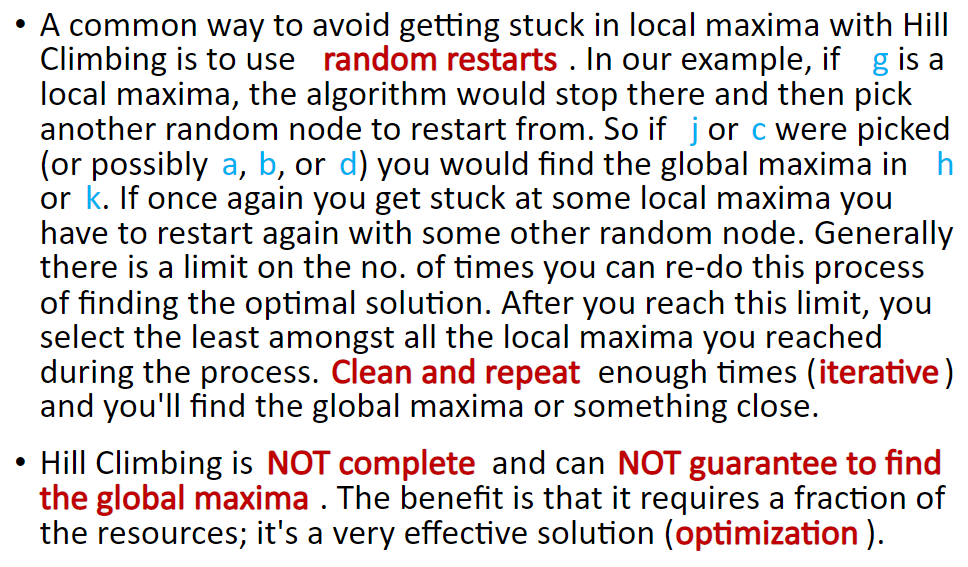 • A common way to avoid getting stuck in local maxima with Hill
Climbing is to use random restarts . In our example, if g is a
local maxima, the algorithm would stop there and then pick
another random node to restart from. So if j or c were picked
(or possibly a, b, or d) you would find the global maxima in h
or k. If once again you get stuck at some local maxima you
have to restart again with some other random node. Generally
there is a limit on the no. of times you can re-do this process
of finding the optimal solution. After you reach this limit, you
select the least amongst all the local maxima you reached
during the process. Clean and repeat enough times (iterative)
and you'll find the global maxima or something close.
• Hill Climbing is NOT complete and can NOT guarantee to find
the global maxima . The benefit is that it requires a fraction of
the resources; it's a very effective solution (optimization ).